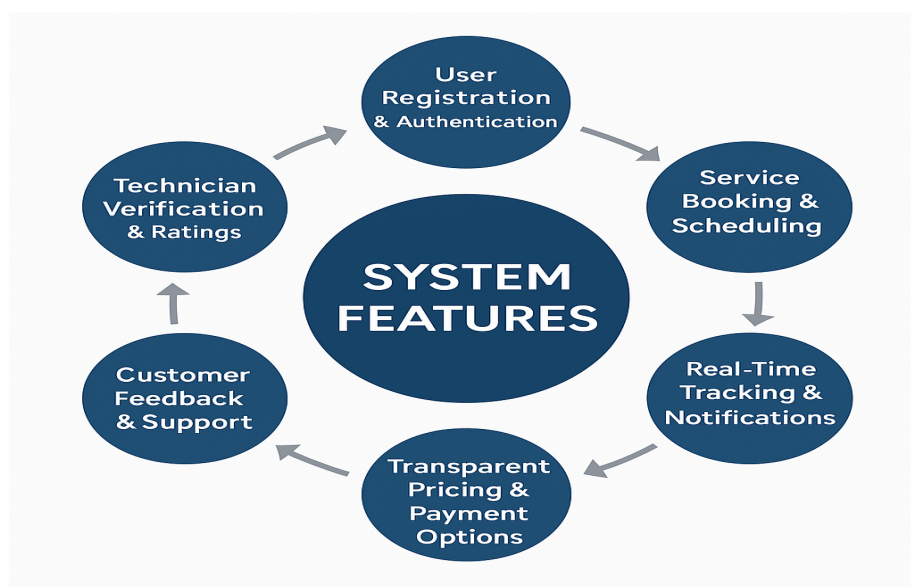 User
Registration
& Authentication
Service
Booking &
Scheduling
Real-Time
Tracking &
Notifications
Transparent
Pricing &
Payment
Options
Customer
Feedback
& Support
Technician
Verification
& Ratings
SYSTEM
FEATURES